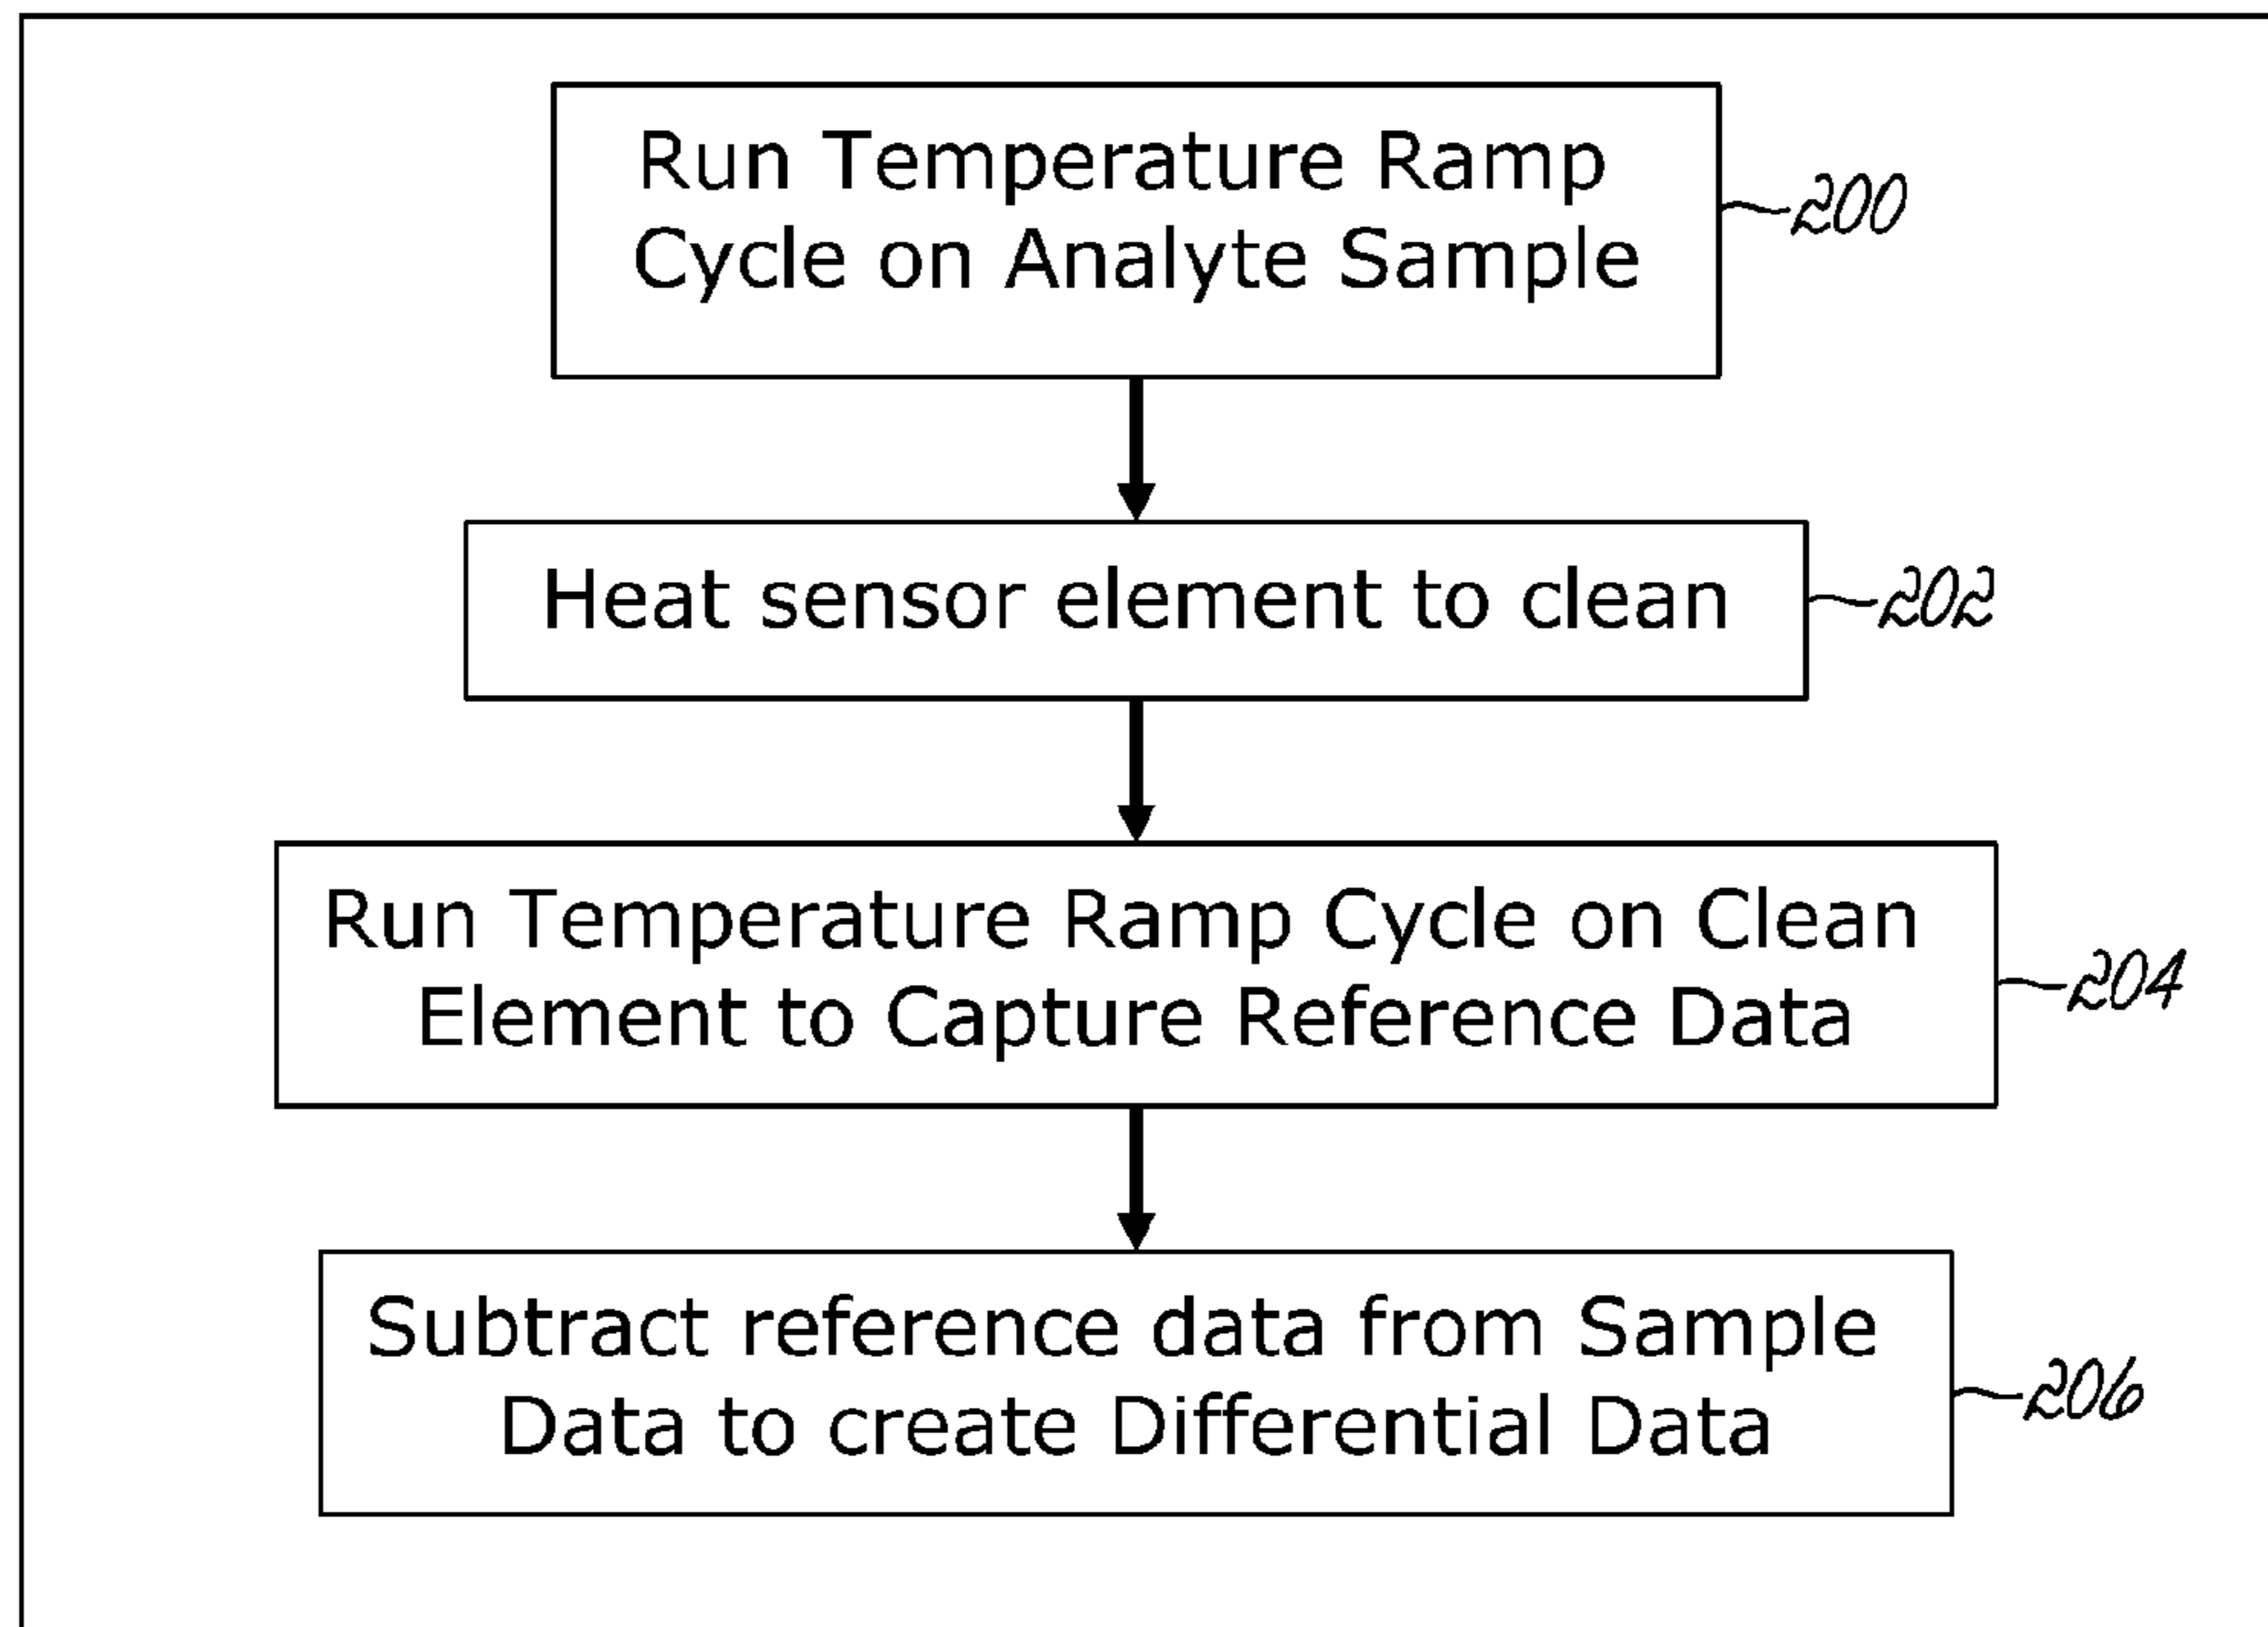 Run Temperature Ramp
Cycle on Analyte Sample
200
Heat sensor element to clean
202
Run Temperature Ramp Cycle on Clean
Element to Capture Reference Data
204
Subtract reference data from Sample
Data to create Differential Data
206